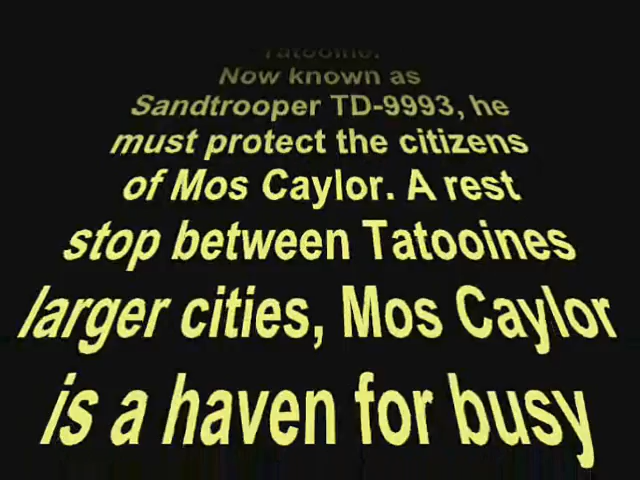 Tatooine.
Now known as
Sandtrooper TD-9993, he
must protect the citizens
of Mos Caylor. A rest
stop between Tatooines
larger cities, Mos Caylor
is a haven for busy